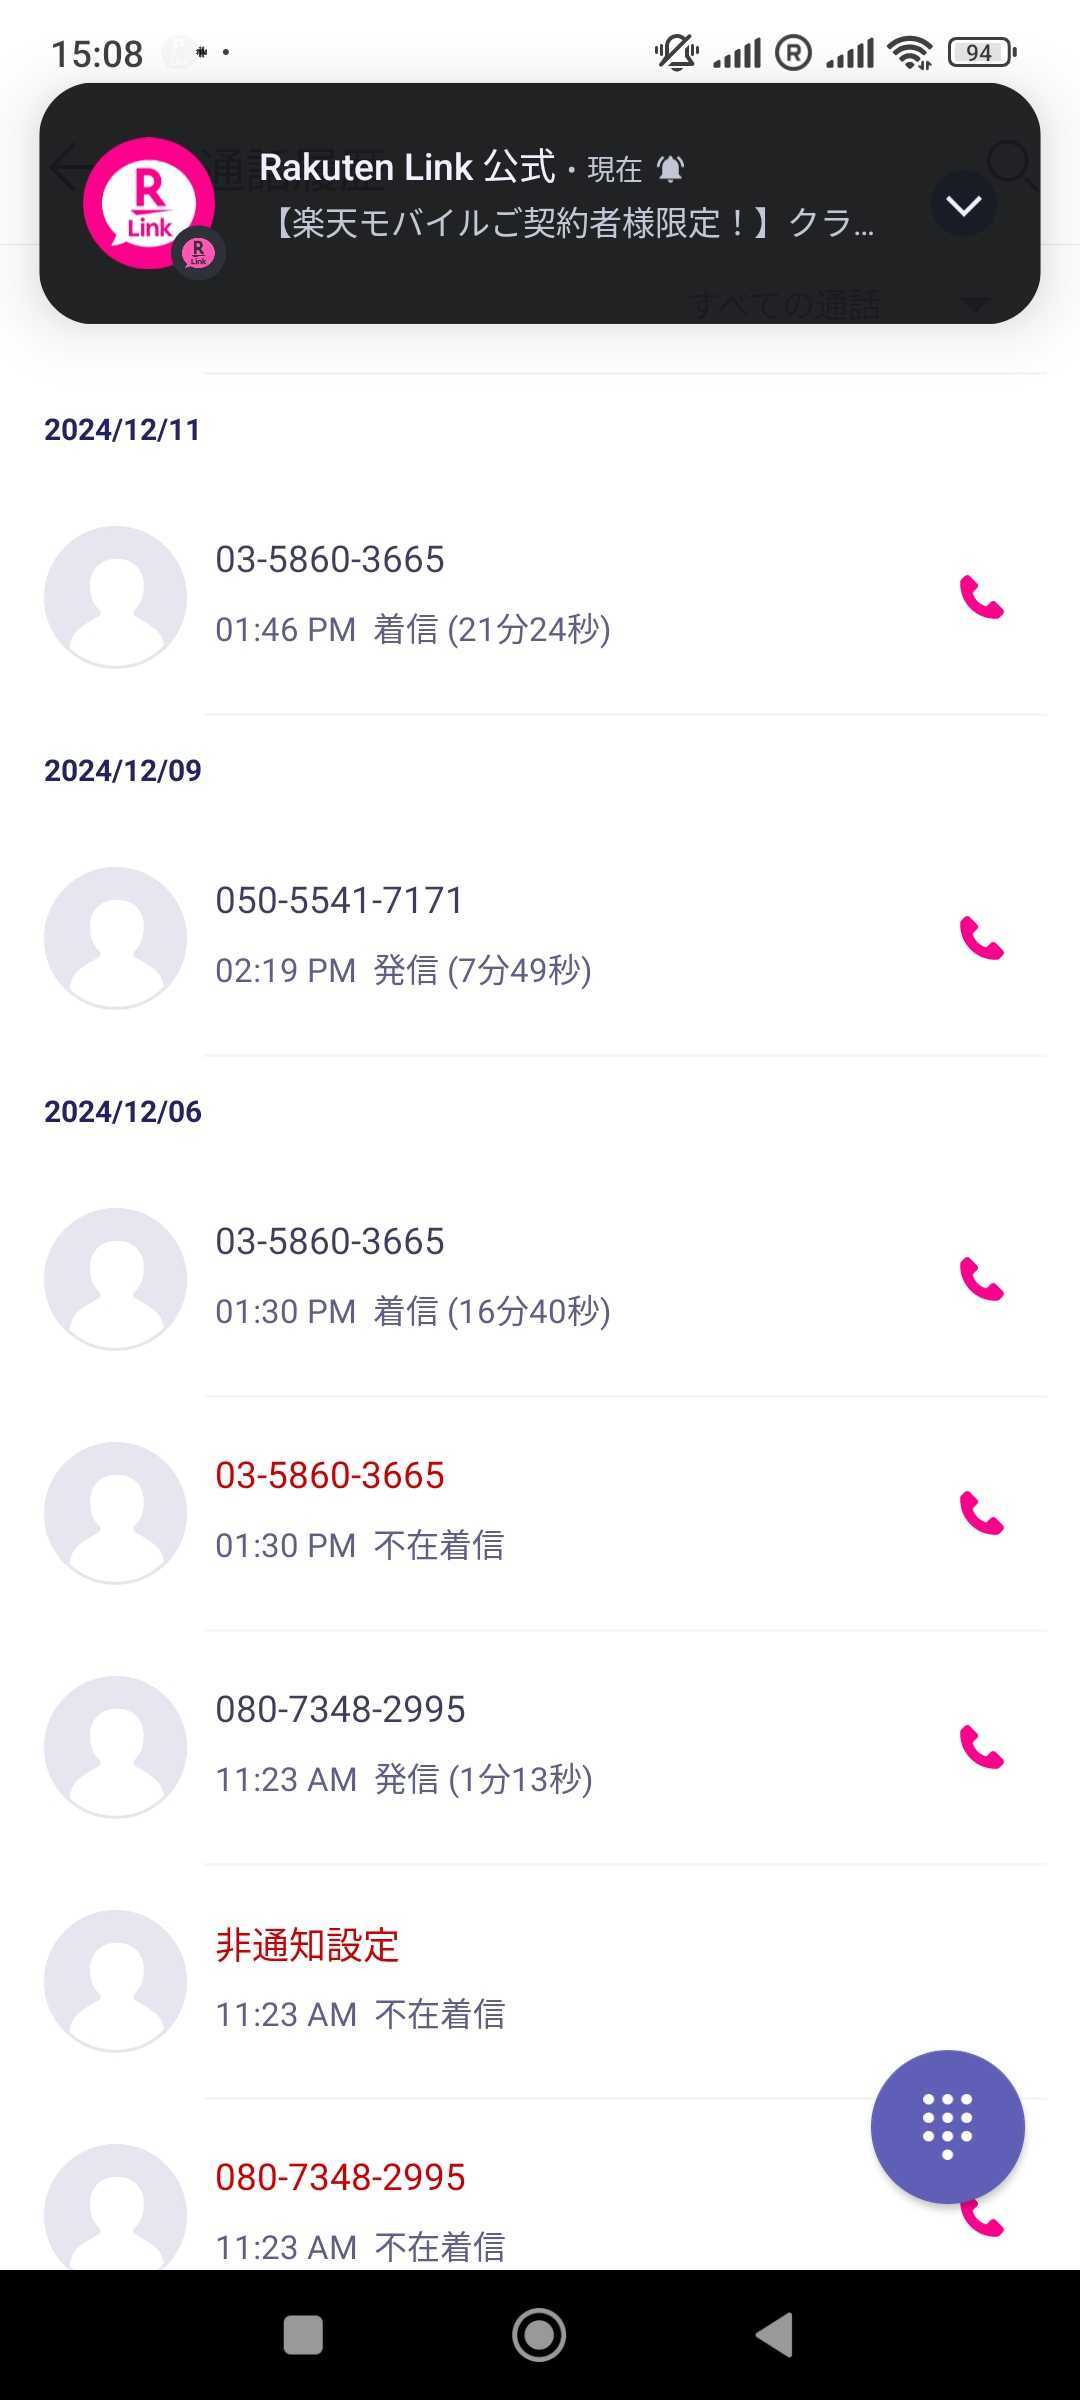 15:08
94
通話履歴
R
Link
Rakuten Link 公式・現在
【楽天モバイルご契約者様限定！】クラ...
すべての通話
2024/12/11
03-5860-3665
01:46 PM 着信 (21分24秒)
2024/12/09
050-5541-7171
02:19 PM 発信 (7分49秒)
2024/12/06
03-5860-3665
01:30 PM 着信 (16分40秒)
03-5860-3665
01:30 PM 不在着信
080-7348-2995
11:23 AM 発信 (1分13秒)
非通知設定
11:23 AM 不在着信
080-7348-2995
11:23 AM 不在着信